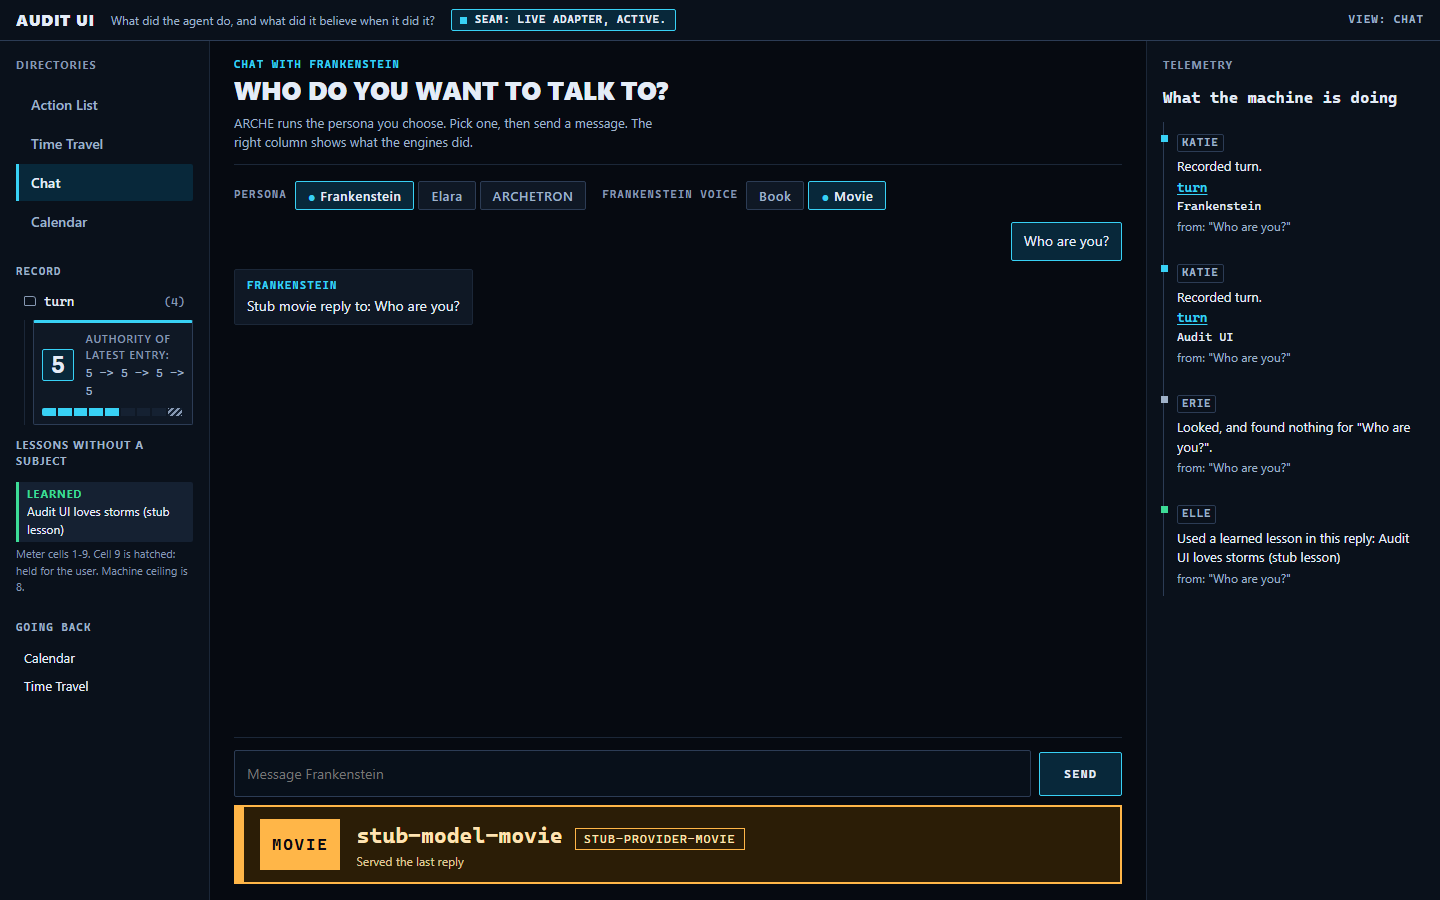 AUDIT UI
What did the agent do, and what did it believe when it did it?
SEAM: LIVE ADAPTER, ACTIVE.
VIEW: CHAT
DIRECTORIES
Action List
Time Travel
Chat
Calendar
RECORD
turn
(4)
5
AUTHORITY OF
LATEST ENTRY:
5 -> 5 -> 5 ->
5
LESSONS WITHOUT A
SUBJECT
LEARNED
Audit UI loves storms (stub
lesson)
Meter cells 1-9. Cell 9 is hatched:
held for the user. Machine ceiling is
8.
GOING BACK
Calendar
Time Travel
CHAT WITH FRANKENSTEIN
WHO DO YOU WANT TO TALK TO?
ARCHE runs the persona you choose. Pick one, then send a message. The
right column shows what the engines did.
PERSONA
Frankenstein
Elara
ARCHETRON
FRANKENSTEIN VOICE
Book
Movie
Who are you?
FRANKENSTEIN
Stub movie reply to: Who are you?
Message Frankenstein
SEND
MOVIE
stub-model-movie
STUB-PROVIDER-MOVIE
Served the last reply
TELEMETRY
What the machine is doing
KATIE
Recorded turn.
turn
Frankenstein
from: "Who are you?"
KATIE
Recorded turn.
turn
Audit UI
from: "Who are you?"
ERIE
Looked, and found nothing for "Who are
you?".
from: "Who are you?"
ELLE
Used a learned lesson in this reply: Audit
UI loves storms (stub lesson)
from: "Who are you?"